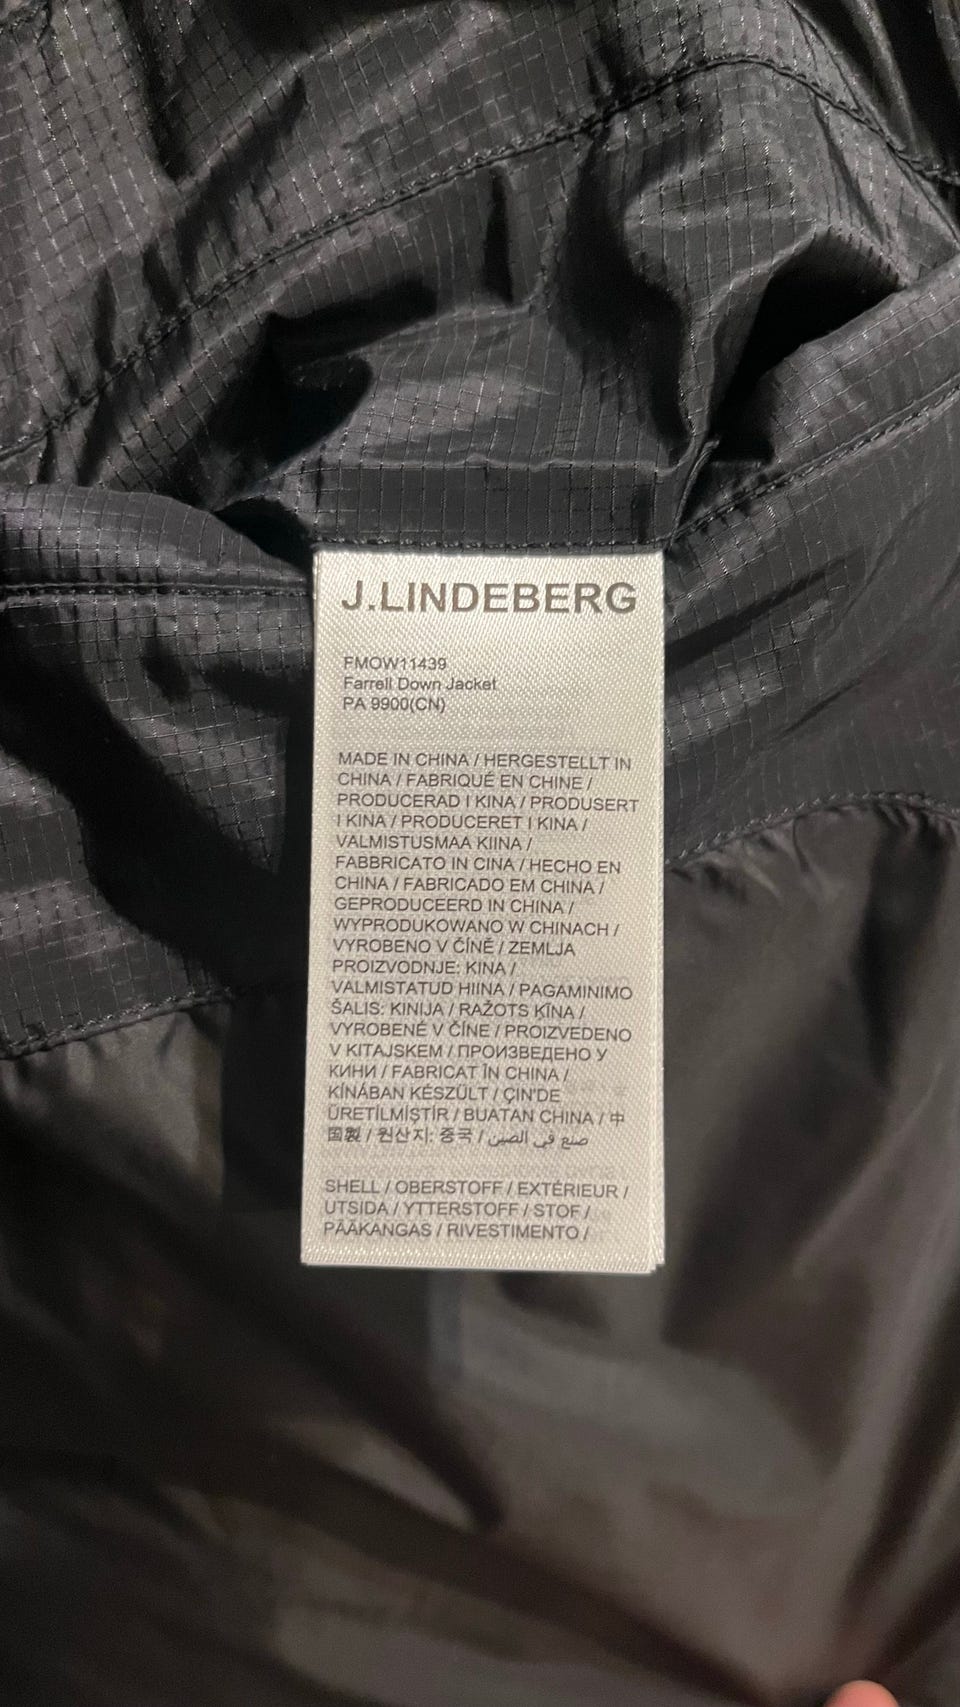 J.LINDEBERG
FMOW11439
Farrell Down Jacket
PA 9900(CN)
MADE IN CHINA / HERGESTELLT IN
CHINA / FABRIQUÉ EN CHINE /
PRODUCERAD I KINA / PRODUSERT
I KINA / PRODUCERET I KINA /
VALMISTUSMAA KIINA /
FABBRICATO IN CINA / HECHO EN
CHINA / FABRICADO EM CHINA /
GEPRODUCEERD IN CHINA /
WYPRODUKOWANO W CHINACH /
VYROBENO V ČÍNĚ / ZEMLJA
PROIZVODNJE: KINA /
VALMISTATUD HIINA / PAGAMINIMO
ŠALIS: KINIJA / RAŽOTS KĪNA /
VYROBENÉ V ČÍNE / PROIZVEDENO
V KITAJSKEM / ПРОИЗВЕДЕНО У
КИНИ / FABRICAT ÎN CHINA /
KÍNÁBAN KÉSZÜLT / ÇIN'DE
ÜRETİLMİŞTİR / BUATAN CHINA / 中
国製 / 원산지: 중국 / صنع في الصين
SHELL / OBERSTOFF / EXTÉRIEUR /
UTSIDA / YTTERSTOFF / STOF /
PÄÄKANGAS / RIVESTIMENTO /